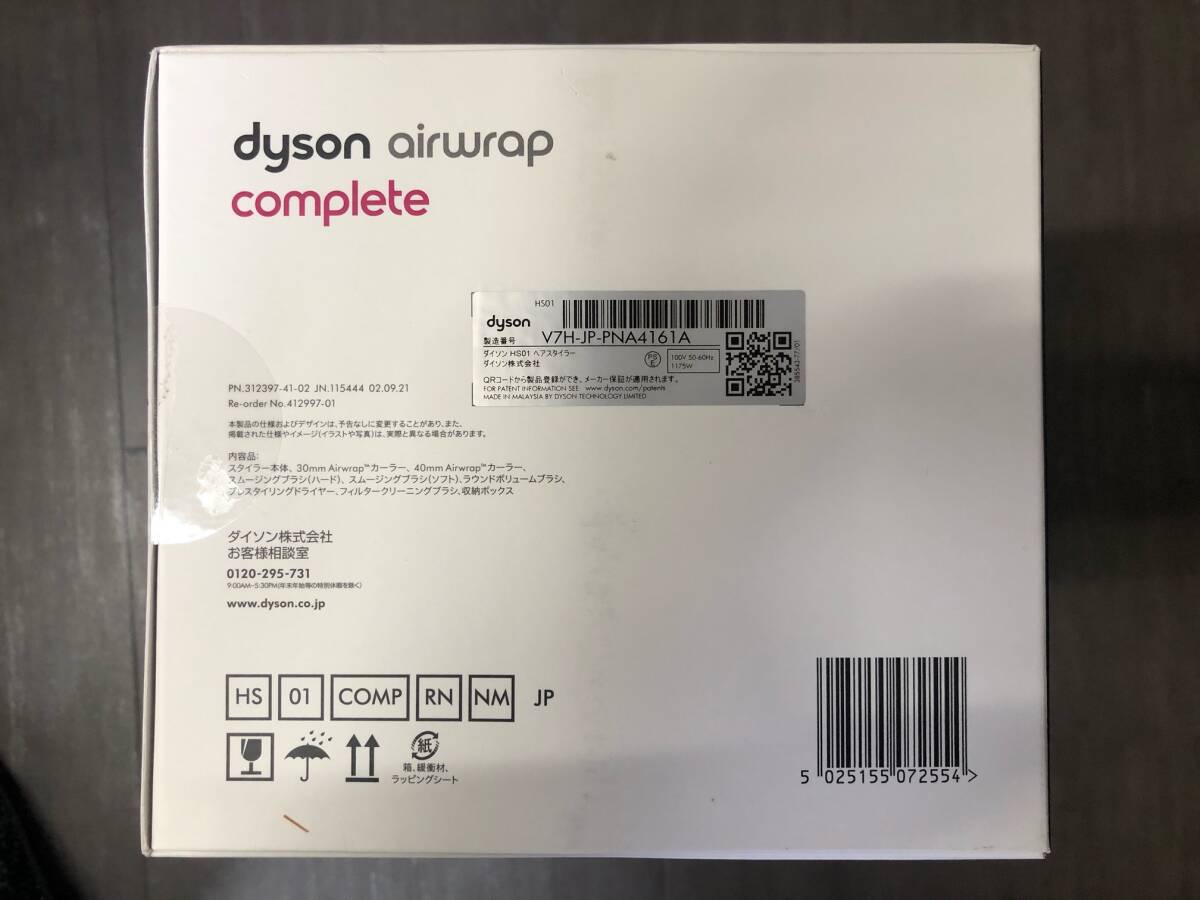 dyson airwrap
complete
HS01
dyson
製造番号 V7H-JP-PNA4161A
ダイソン HS01 ヘアスタイラー
ダイソン株式会社
PS
E
100V 50-60Hz
1175W
QRコードから製品登録ができ、メーカー保証が適用されます。
FOR PATENT INFORMATION SEE: www.dyson.com/patents
MADE IN MALAYSIA BY DYSON TECHNOLOGY LIMITED
385542-77/01
PN.312397-41-02 JN.115444 02.09.21
Re-order No.412997-01
本製品の仕様およびデザインは、予告なしに変更することがあり、また、
掲載された仕様やイメージ(イラストや写真)は、実際と異なる場合があります。
内容品:
スタイラー本体、30mm Airwrap™カーラー、40mm Airwrap™カーラー、
スムージングブラシ(ハード)、スムージングブラシ(ソフト)、ラウンドボリュームブラシ、
プレスタイリングドライヤー、フィルタークリーニングブラシ、収納ボックス
ダイソン株式会社
お客様相談室
0120-295-731
9:00AM–5:30PM(年末年始等の特別休暇を除く)
www.dyson.co.jp
HS 01 COMP RN NM JP
紙
箱、緩衝材、
ラッピングシート
5 025155 072554 >